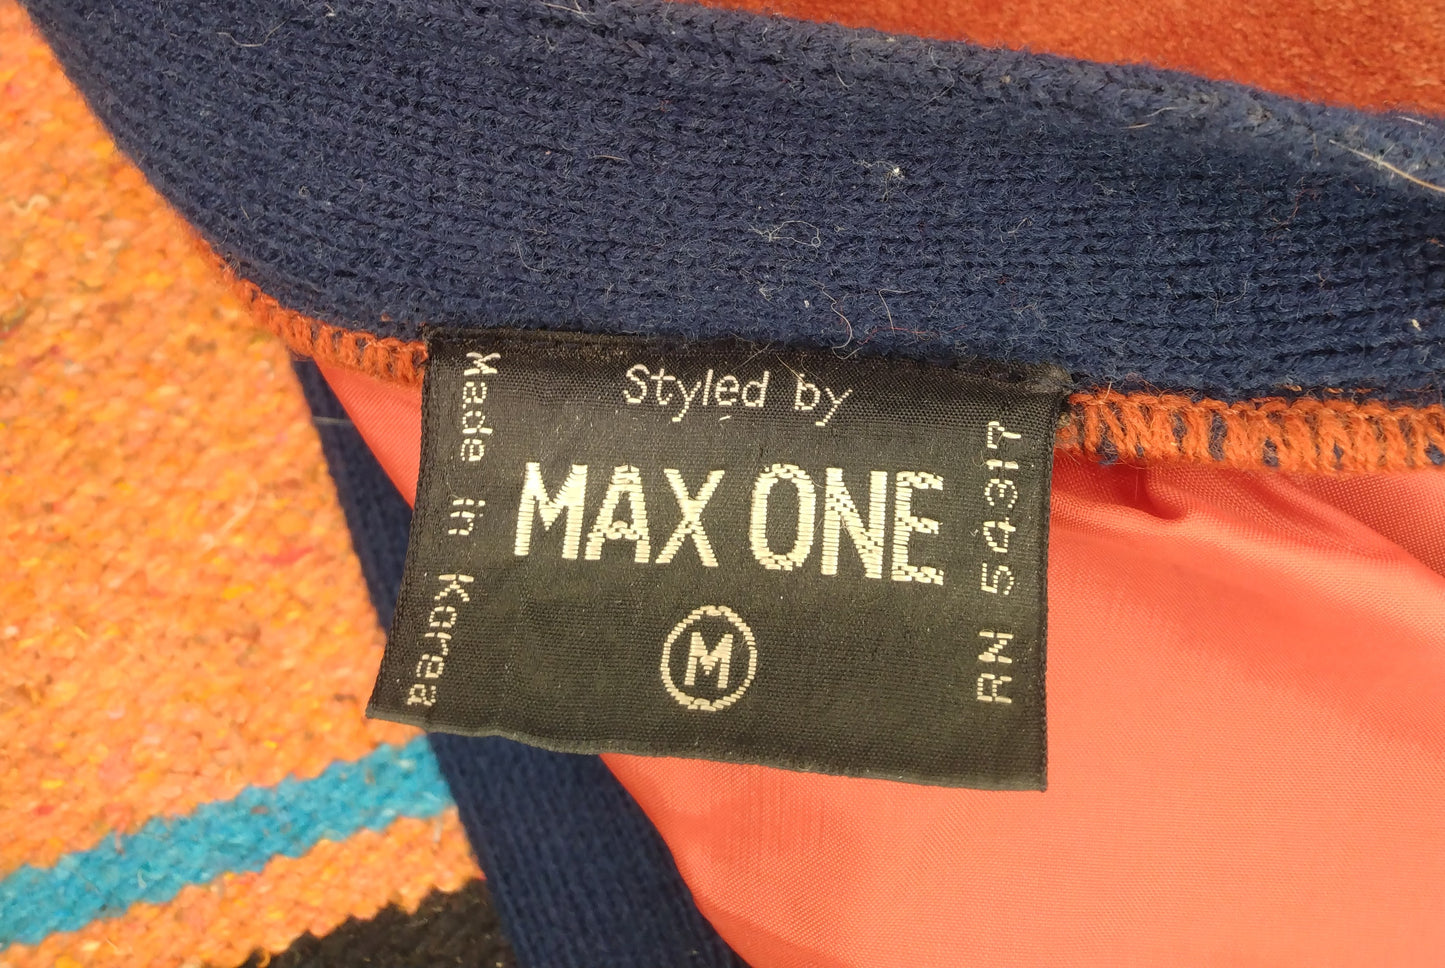 Styled by
MAX ONE
M
Made in Korea
RN 54317